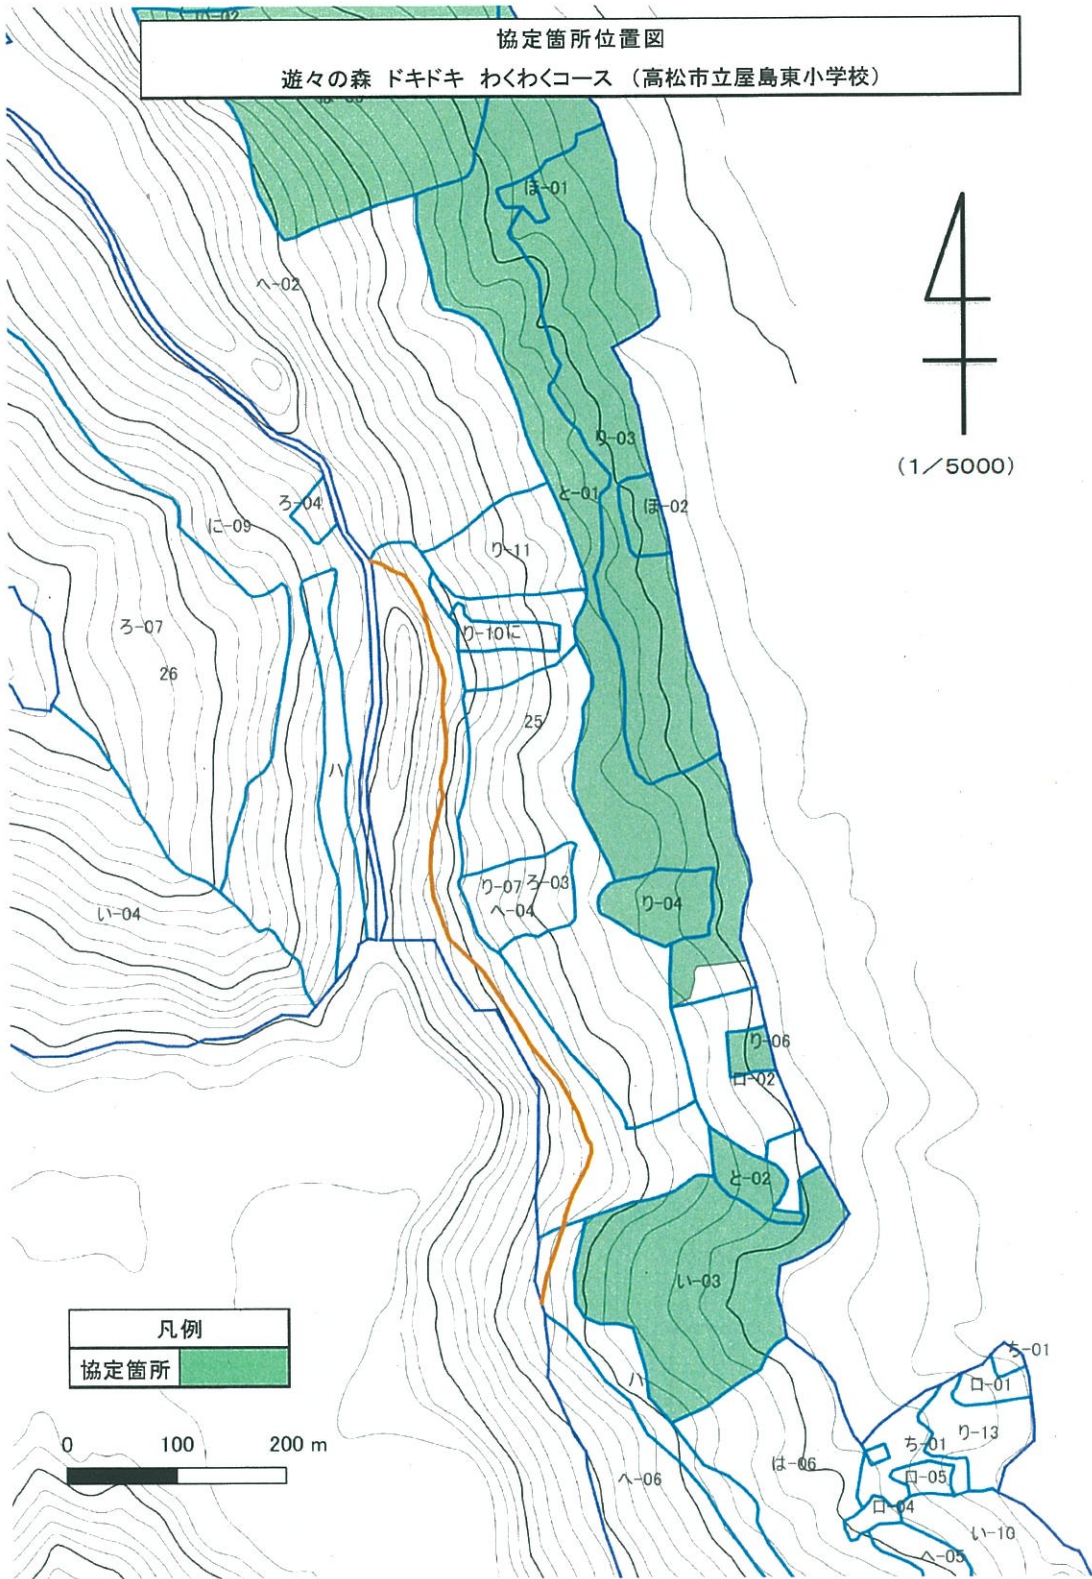 協定箇所位置図
遊々の森 ドキドキ わくわくコース (高松市立屋島東小学校)
ほ-01
へ-02
(1/5000)
り-03
と-01
ろ-04
ほ-02
に-09
り-11
ろ-07
り-10に
26
25
ハ
り-07 ろ-03
へ-04
り-04
い-04
り-06
ロ-02
と-02
い-03
凡例
協定箇所
ち-01
ロ-01
ハ
り-13
ち-01
0 100 200 m
は-06
へ-06
ロ-05
ロ-04
い-10
へ-05